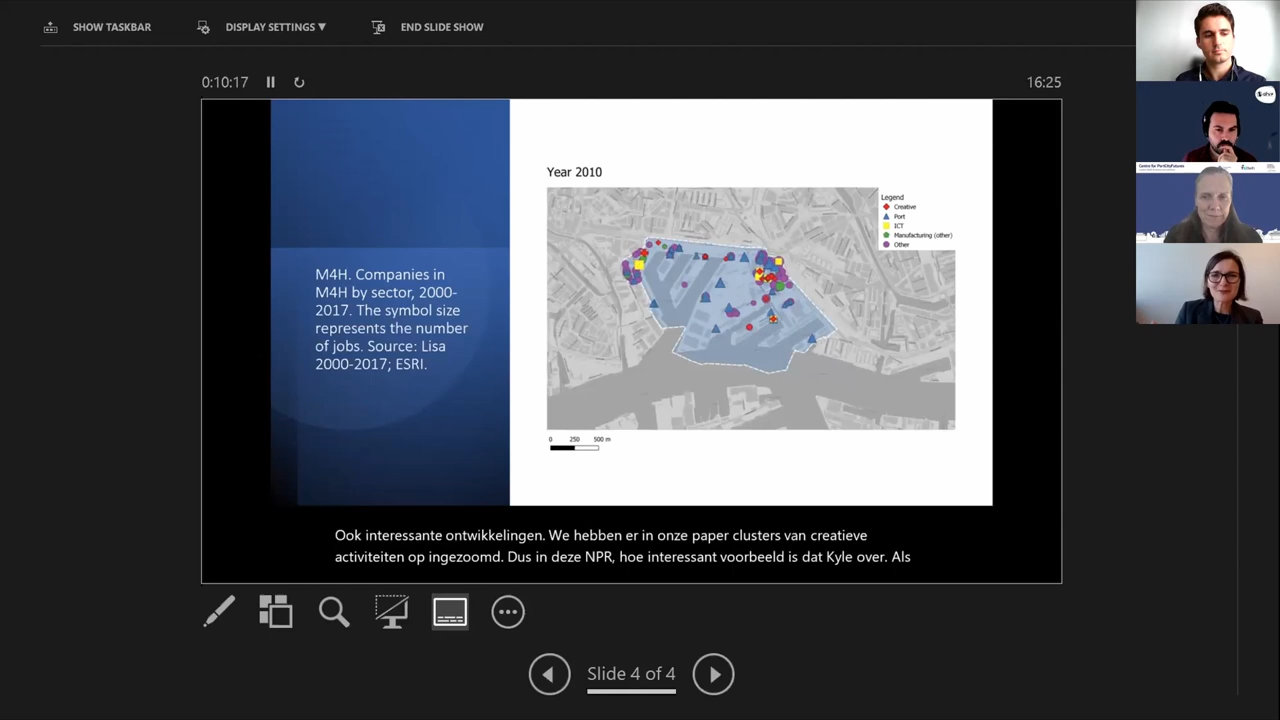 SHOW TASKBAR
DISPLAY SETTINGS ▼
END SLIDE SHOW
0:10:17
16:25
M4H. Companies in
M4H by sector, 2000-
2017. The symbol size
represents the number
of jobs. Source: Lisa
2000-2017; ESRI.
Year 2010
Legend
Creative
Port
ICT
Manufacturing (other)
Other
0 250 500 m
Ook interessante ontwikkelingen. We hebben er in onze paper clusters van creatieve
activiteiten op ingezoomd. Dus in deze NPR, hoe interessant voorbeeld is dat Kyle over. Als
Slide 4 of 4
Centre for PortCityFutures